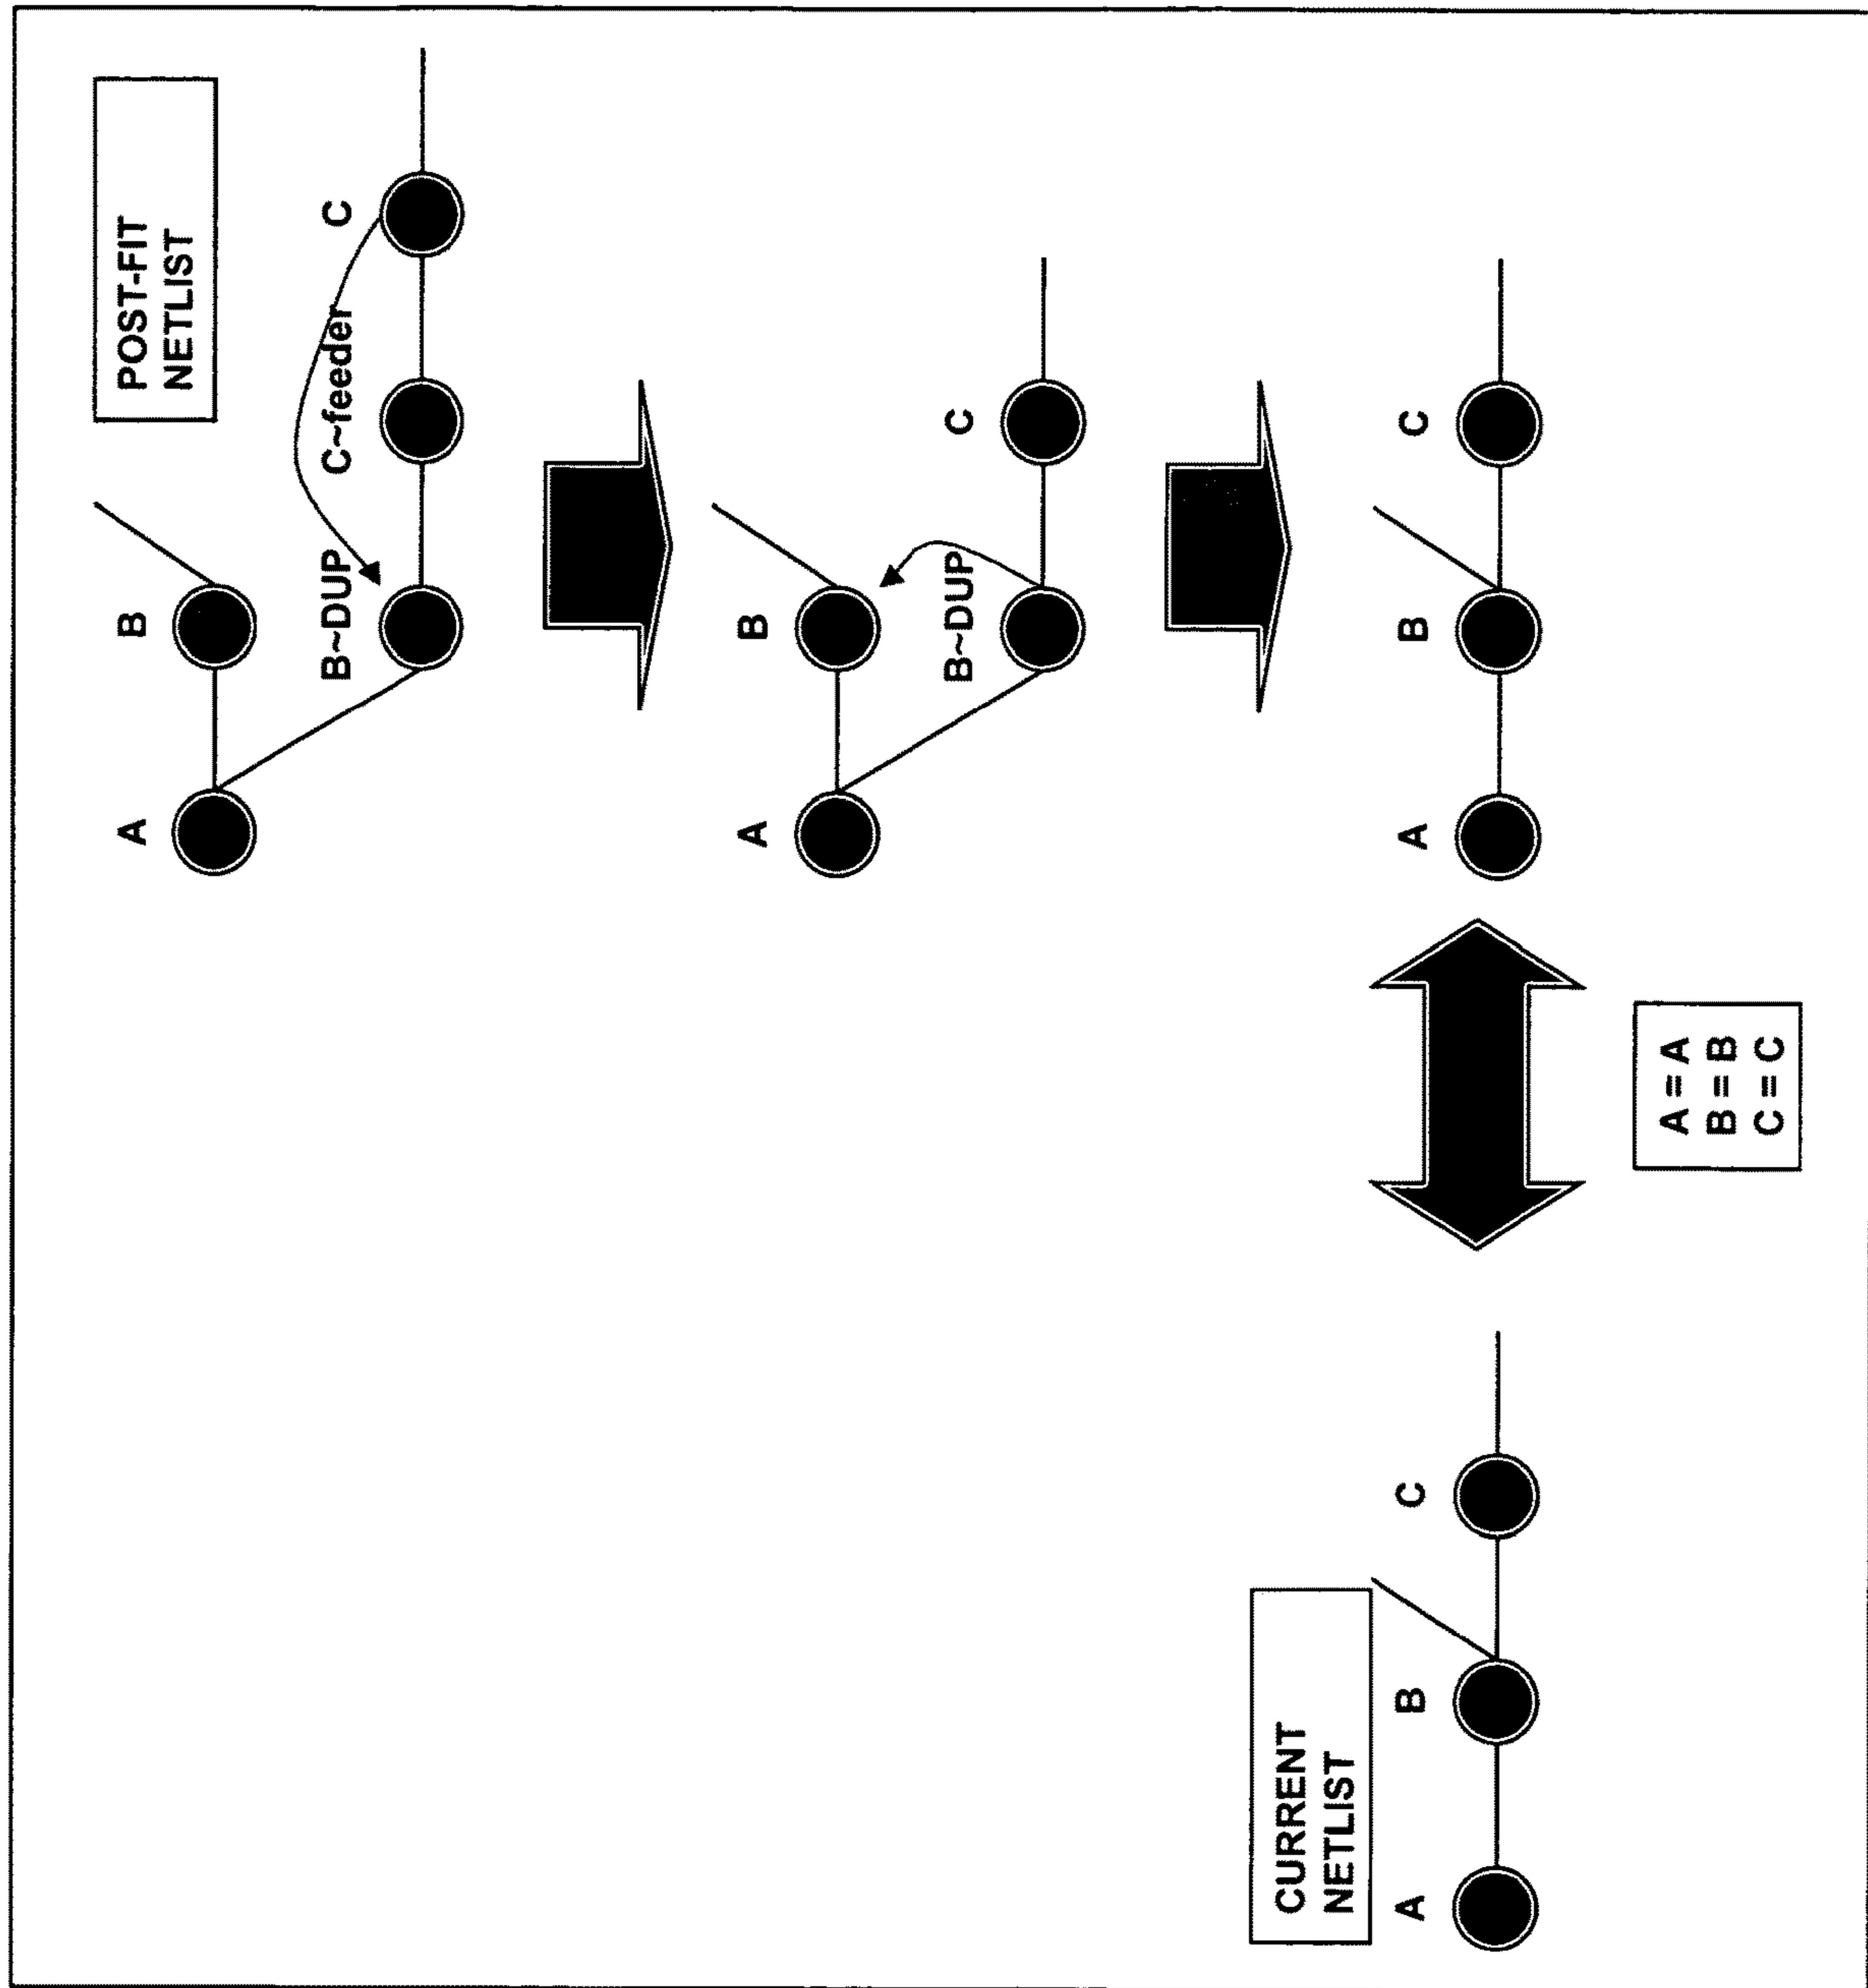 POST-FIT
NETLIST
A
B
B~DUP
C~feeder
C
A
B
B~DUP
C
CURRENT
NETLIST
A
B
C
A
B
C
A = A
B = B
C = C